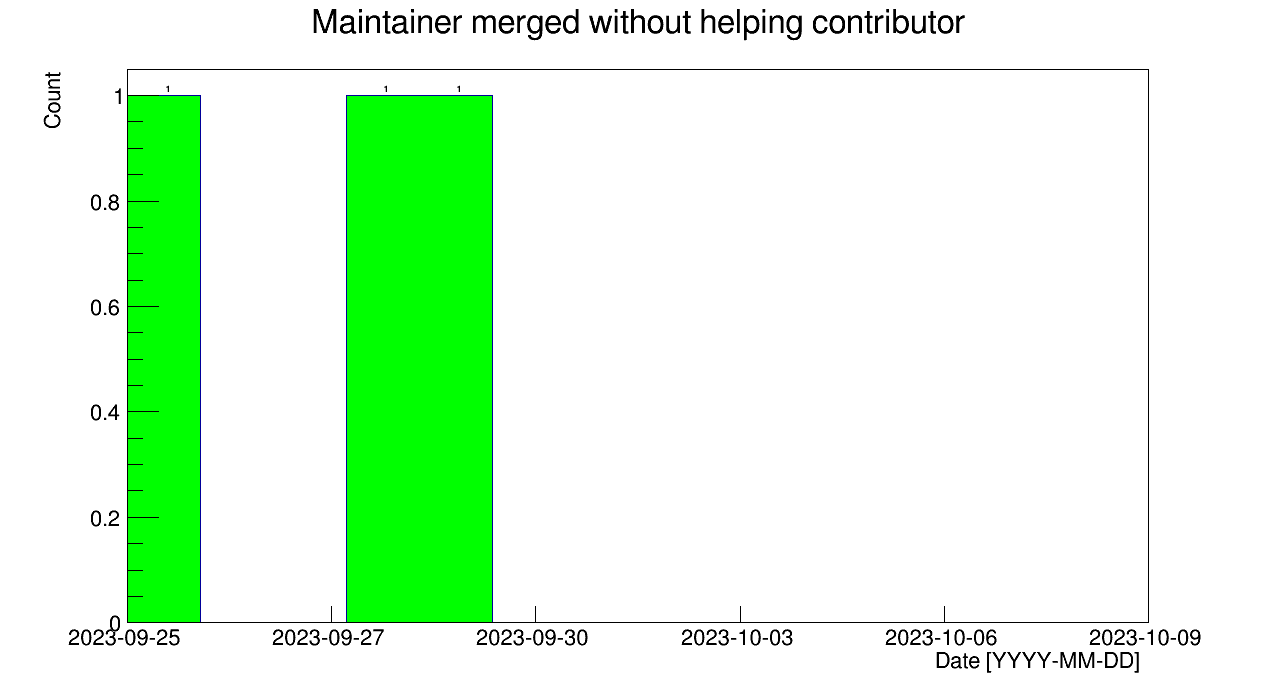 Maintainer merged without helping contributor
Count
1 1 1
1
0.8
0.6
0.4
0.2
0
2023-09-25 2023-09-27 2023-09-30 2023-10-03 2023-10-06 2023-10-09
Date [YYYY-MM-DD]